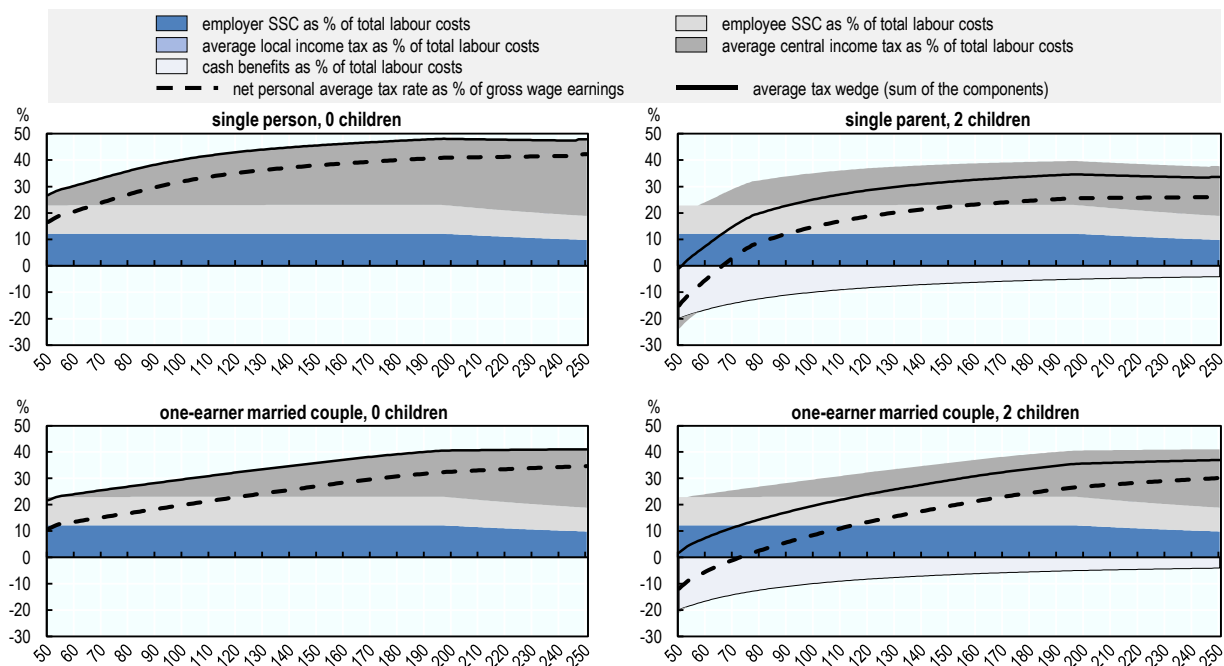 employer SSC as % of total labour costs
employee SSC as % of total labour costs
average local income tax as % of total labour costs
average central income tax as % of total labour costs
cash benefits as % of total labour costs
net personal average tax rate as % of gross wage earnings
average tax wedge (sum of the components)
%
single person, 0 children
50
40
30
20
10
0
-10
-20
-30
50 60 70 80 90 100 110 120 130 140 150 160 170 180 190 200 210 220 230 240 250
%
single parent, 2 children
50
40
30
20
10
0
-10
-20
-30
50 60 70 80 90 100 110 120 130 140 150 160 170 180 190 200 210 220 230 240 250
%
one-earner married couple, 0 children
50
40
30
20
10
0
-10
-20
-30
50 60 70 80 90 100 110 120 130 140 150 160 170 180 190 200 210 220 230 240 250
%
one-earner married couple, 2 children
50
40
30
20
10
0
-10
-20
-30
50 60 70 80 90 100 110 120 130 140 150 160 170 180 190 200 210 220 230 240 250